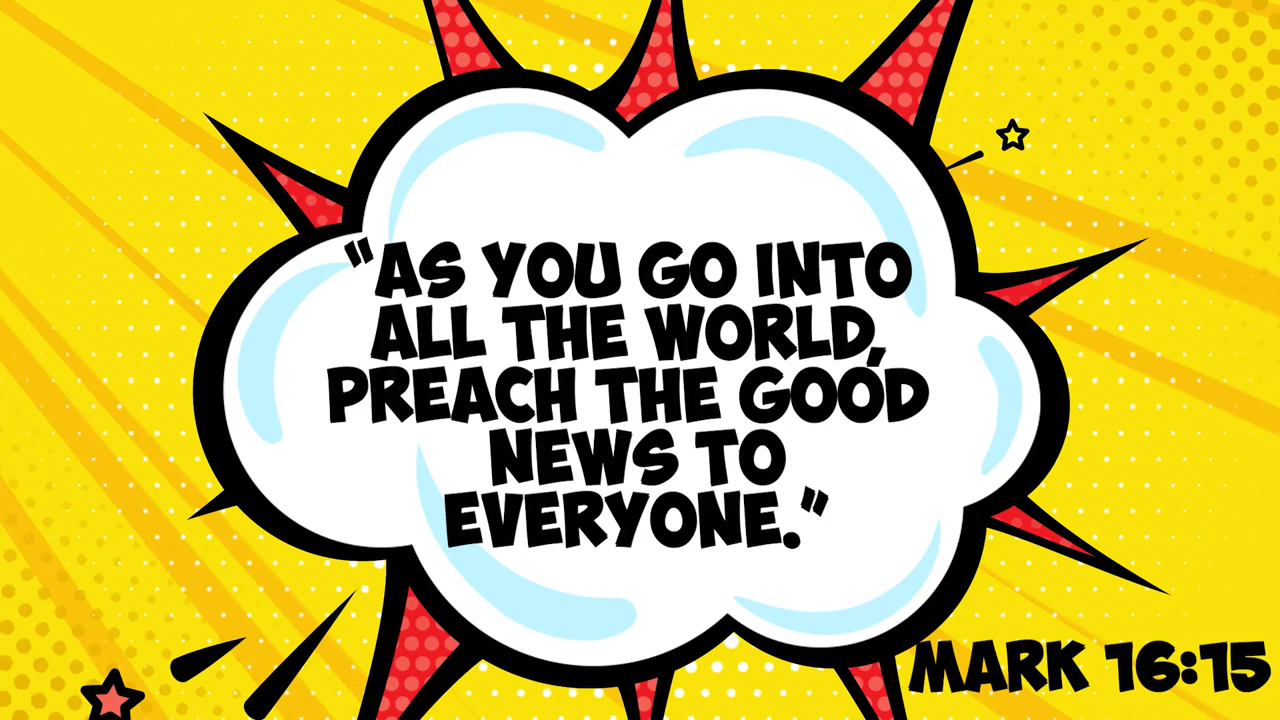 "AS YOU GO INTO
ALL THE WORLD,
PREACH THE GOOD
NEWS TO
EVERYONE."
MARK 16:15